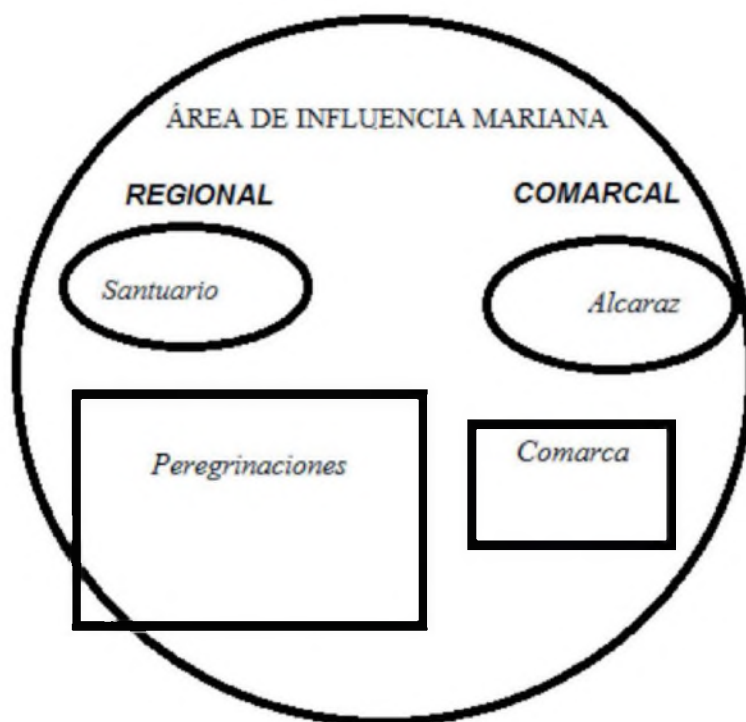 ÁREA DE INFLUENCIA MARIANA
REGIONAL
COMARCAL
Santuario
Alcaraz
Peregrinaciones
Comarca